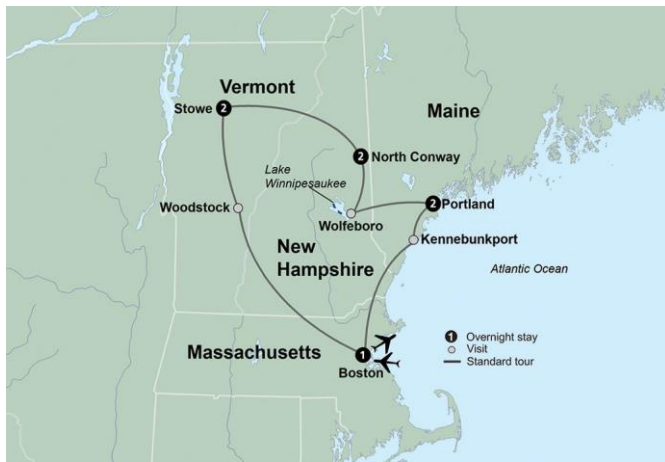 Vermont
Stowe 2
Maine
2 North Conway
Lake
Winnipesaukee
Woodstock
2 Portland
Wolfeboro
Kennebunkport
New
Hampshire
Atlantic Ocean
1 Overnight stay
Visit
Standard tour
Massachusetts
1
Boston